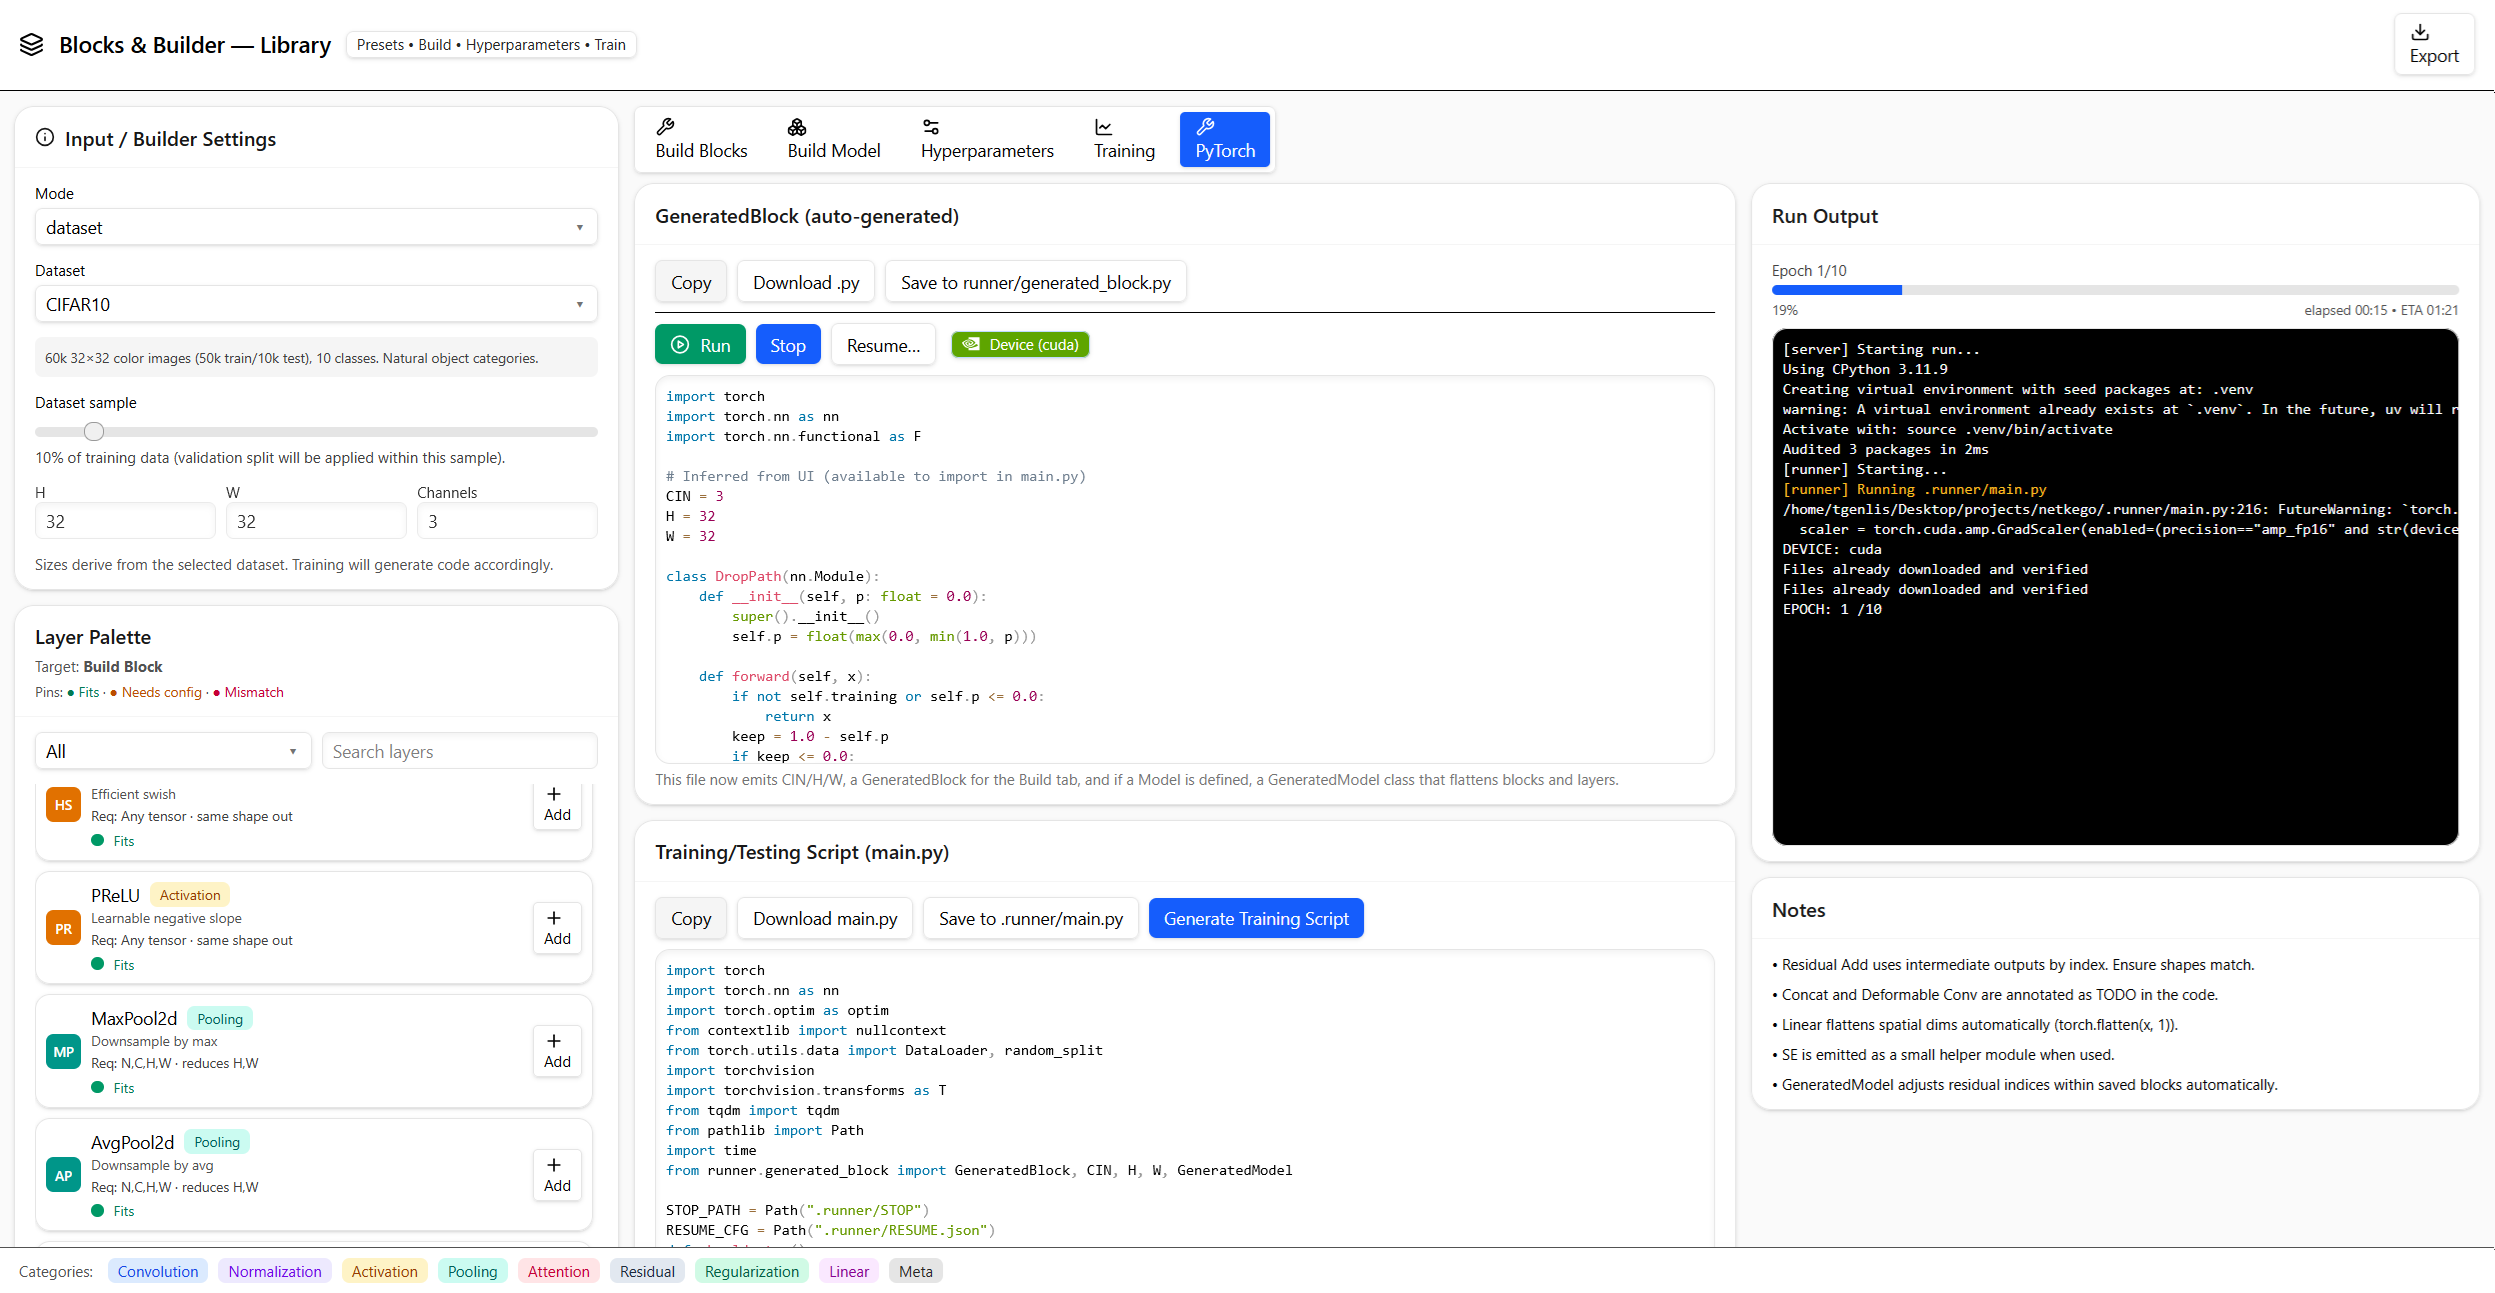 Blocks & Builder — Library
Presets • Build • Hyperparameters • Train
Export
Input / Builder Settings
Mode
dataset
Dataset
CIFAR10
60k 32×32 color images (50k train/10k test), 10 classes. Natural object categories.
Dataset sample
10% of training data (validation split will be applied within this sample).
H W Channels
32 32 3
Sizes derive from the selected dataset. Training will generate code accordingly.
Layer Palette
Target: Build Block
Pins: • Fits · • Needs config · • Mismatch
All
Search layers
HS
Efficient swish
Req: Any tensor · same shape out
Fits
Add
PR
PReLU Activation
Learnable negative slope
Req: Any tensor · same shape out
Fits
Add
MP
MaxPool2d Pooling
Downsample by max
Req: N,C,H,W · reduces H,W
Fits
Add
AP
AvgPool2d Pooling
Downsample by avg
Req: N,C,H,W · reduces H,W
Fits
Add
Build Blocks
Build Model
Hyperparameters
Training
PyTorch
GeneratedBlock (auto-generated)
Copy
Download .py
Save to runner/generated_block.py
Run
Stop
Resume...
Device (cuda)
import torch
import torch.nn as nn
import torch.nn.functional as F
# Inferred from UI (available to import in main.py)
CIN = 3
H = 32
W = 32
class DropPath(nn.Module):
def __init__(self, p: float = 0.0):
super().__init__()
self.p = float(max(0.0, min(1.0, p)))
def forward(self, x):
if not self.training or self.p <= 0.0:
return x
keep = 1.0 - self.p
if keep <= 0.0:
This file now emits CIN/H/W, a GeneratedBlock for the Build tab, and if a Model is defined, a GeneratedModel class that flattens blocks and layers.
Training/Testing Script (main.py)
Copy
Download main.py
Save to .runner/main.py
Generate Training Script
import torch
import torch.nn as nn
import torch.optim as optim
from contextlib import nullcontext
from torch.utils.data import DataLoader, random_split
import torchvision
import torchvision.transforms as T
from tqdm import tqdm
from pathlib import Path
import time
from runner.generated_block import GeneratedBlock, CIN, H, W, GeneratedModel
STOP_PATH = Path(".runner/STOP")
RESUME_CFG = Path(".runner/RESUME.json")
Run Output
Epoch 1/10
19% elapsed 00:15 • ETA 01:21
[server] Starting run...
Using CPython 3.11.9
Creating virtual environment with seed packages at: .venv
warning: A virtual environment already exists at `.venv`. In the future, uv will r
Activate with: source .venv/bin/activate
Audited 3 packages in 2ms
[runner] Starting...
[runner] Running .runner/main.py
/home/tgenlis/Desktop/projects/netkego/.runner/main.py:216: FutureWarning: `torch.
scaler = torch.cuda.amp.GradScaler(enabled=(precision=="amp_fp16" and str(device
DEVICE: cuda
Files already downloaded and verified
Files already downloaded and verified
EPOCH: 1 /10
Notes
• Residual Add uses intermediate outputs by index. Ensure shapes match.
• Concat and Deformable Conv are annotated as TODO in the code.
• Linear flattens spatial dims automatically (torch.flatten(x, 1)).
• SE is emitted as a small helper module when used.
• GeneratedModel adjusts residual indices within saved blocks automatically.
Categories: Convolution Normalization Activation Pooling Attention Residual Regularization Linear Meta